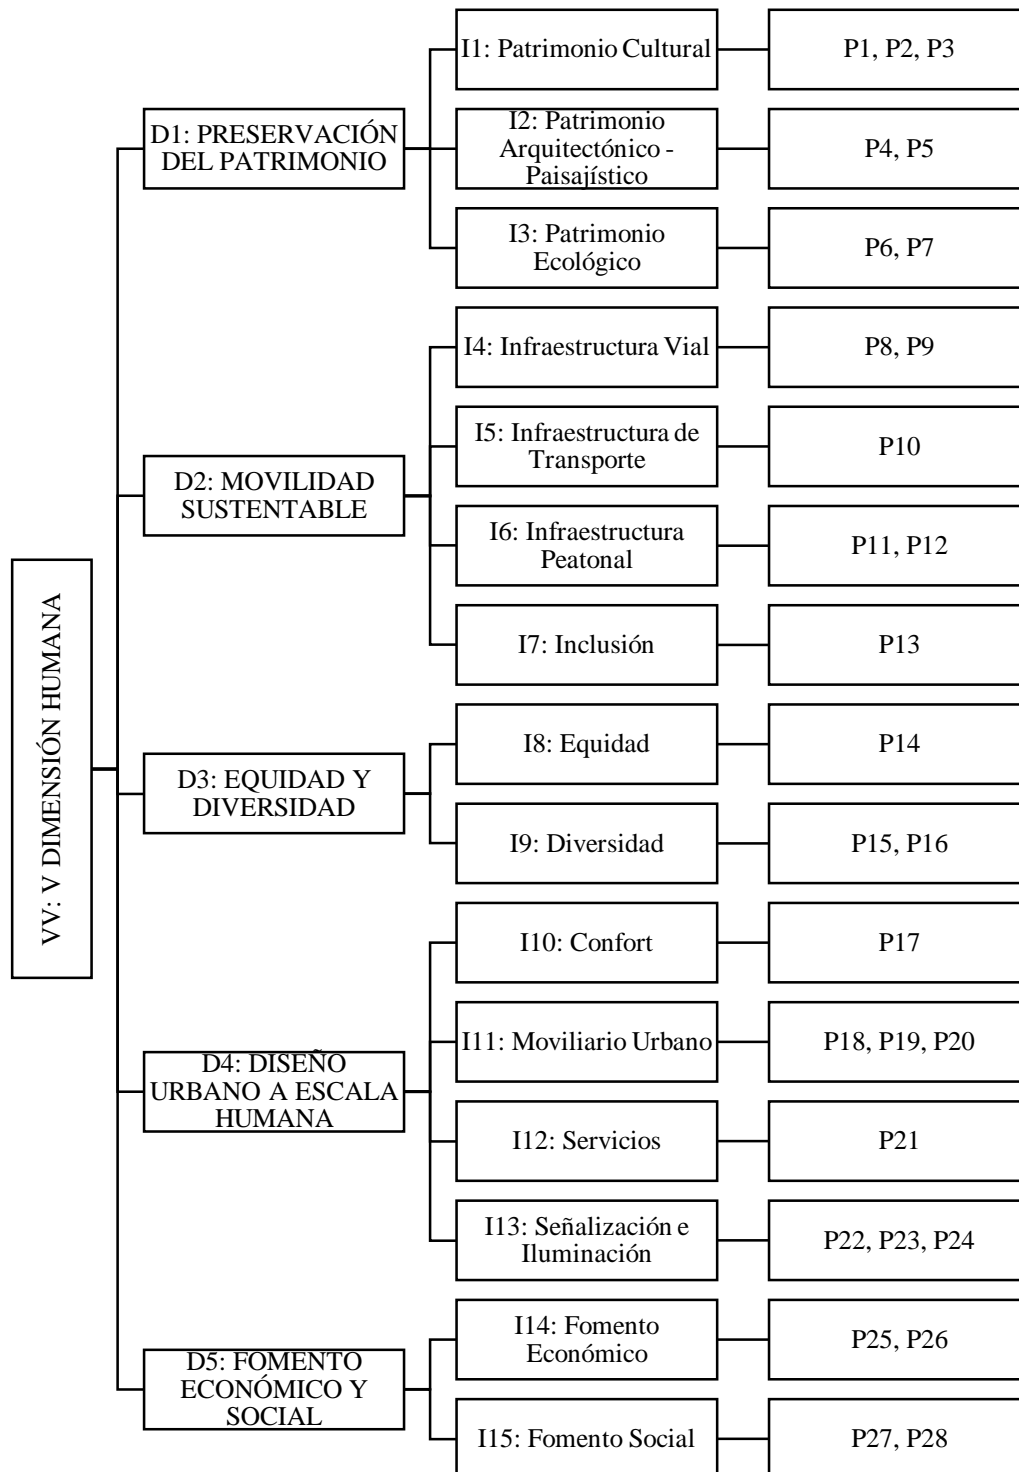 VV: V DIMENSIÓN HUMANA
D1: PRESERVACIÓN
DEL PATRIMONIO
I1: Patrimonio Cultural
P1, P2, P3
I2: Patrimonio
Arquitectónico -
Paisajístico
P4, P5
I3: Patrimonio
Ecológico
P6, P7
D2: MOVILIDAD
SUSTENTABLE
I4: Infraestructura Vial
P8, P9
I5: Infraestructura de
Transporte
P10
I6: Infraestructura
Peatonal
P11, P12
I7: Inclusión
P13
D3: EQUIDAD Y
DIVERSIDAD
I8: Equidad
P14
I9: Diversidad
P15, P16
D4: DISEÑO
URBANO A ESCALA
HUMANA
I10: Confort
P17
I11: Moviliario Urbano
P18, P19, P20
I12: Servicios
P21
I13: Señalización e
Iluminación
P22, P23, P24
D5: FOMENTO
ECONÓMICO Y
SOCIAL
I14: Fomento
Económico
P25, P26
I15: Fomento Social
P27, P28